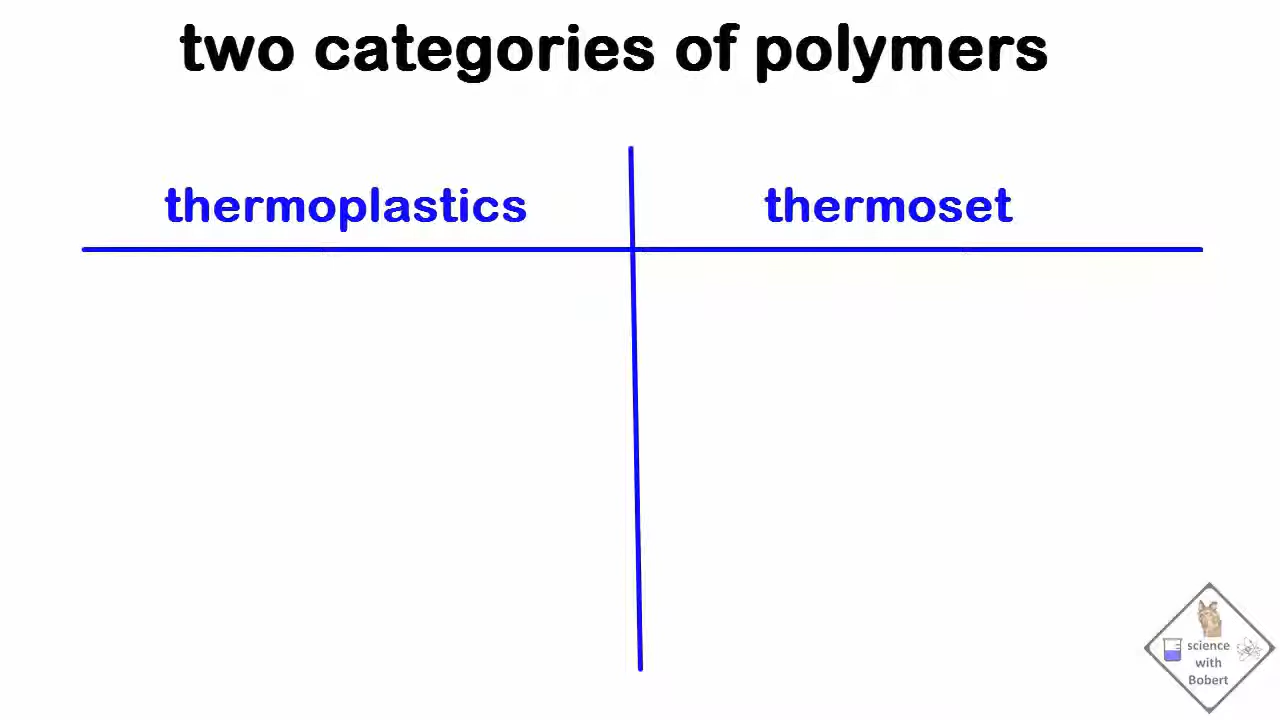 two categories of polymers
thermoplastics
thermoset
science
with
Bobert